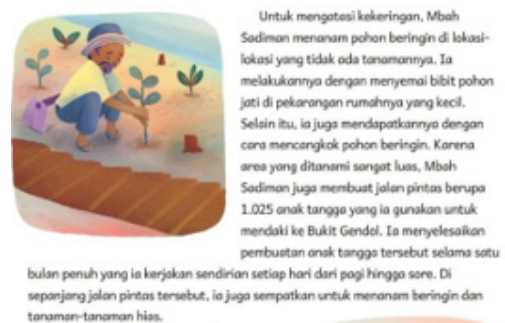 Untuk mengatasi kekeringan, Mbah
Sadiman menanam pohon beringin di lokasi-
lokasi yang tidak ada tanamannya. Ia
melakukannya dengan menyemai bibit pohon
jati di pekarangan rumahnya yang kecil.
Selain itu, ia juga mendapatkannya dengan
cara mencangkok pohon beringin. Karena
area yang ditanami sangat luas, Mbah
Sadiman juga membuat jalan pintas berupa
1.025 anak tangga yang ia gunakan untuk
mendaki ke Bukit Gendol. Ia menyelesaikan
pembuatan anak tangga tersebut selama satu
bulan penuh yang ia kerjakan sendirian setiap hari dari pagi hingga sore. Di
sepanjang jalan pintas tersebut, ia juga sempatkan untuk menanam beringin dan
tanaman-tanaman hias.